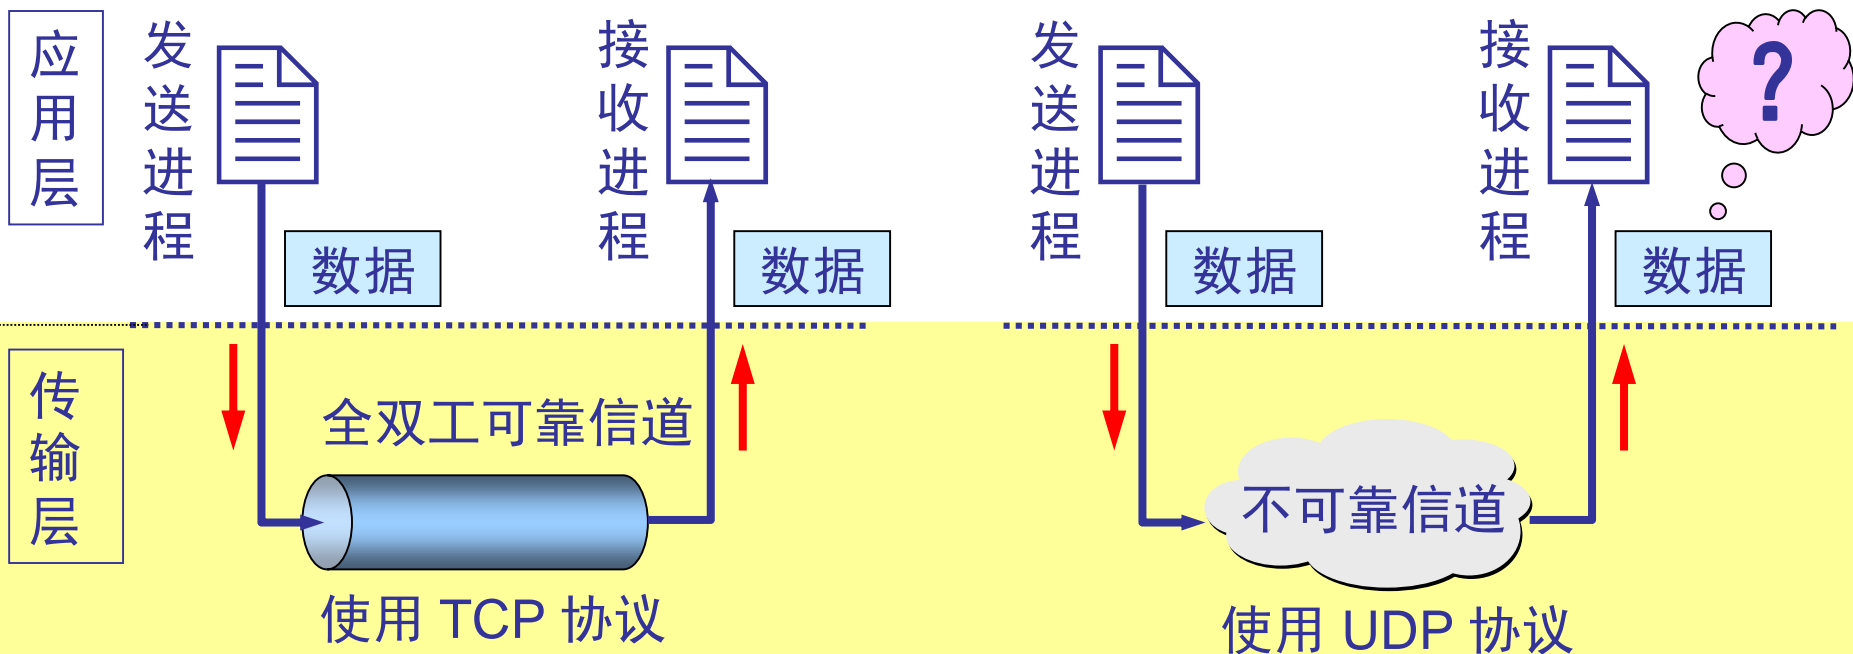 应用层
发送进程
接收进程
发送进程
接收进程
?
数据
数据
数据
数据
传输层
全双工可靠信道
不可靠信道
使用 TCP 协议
使用 UDP 协议